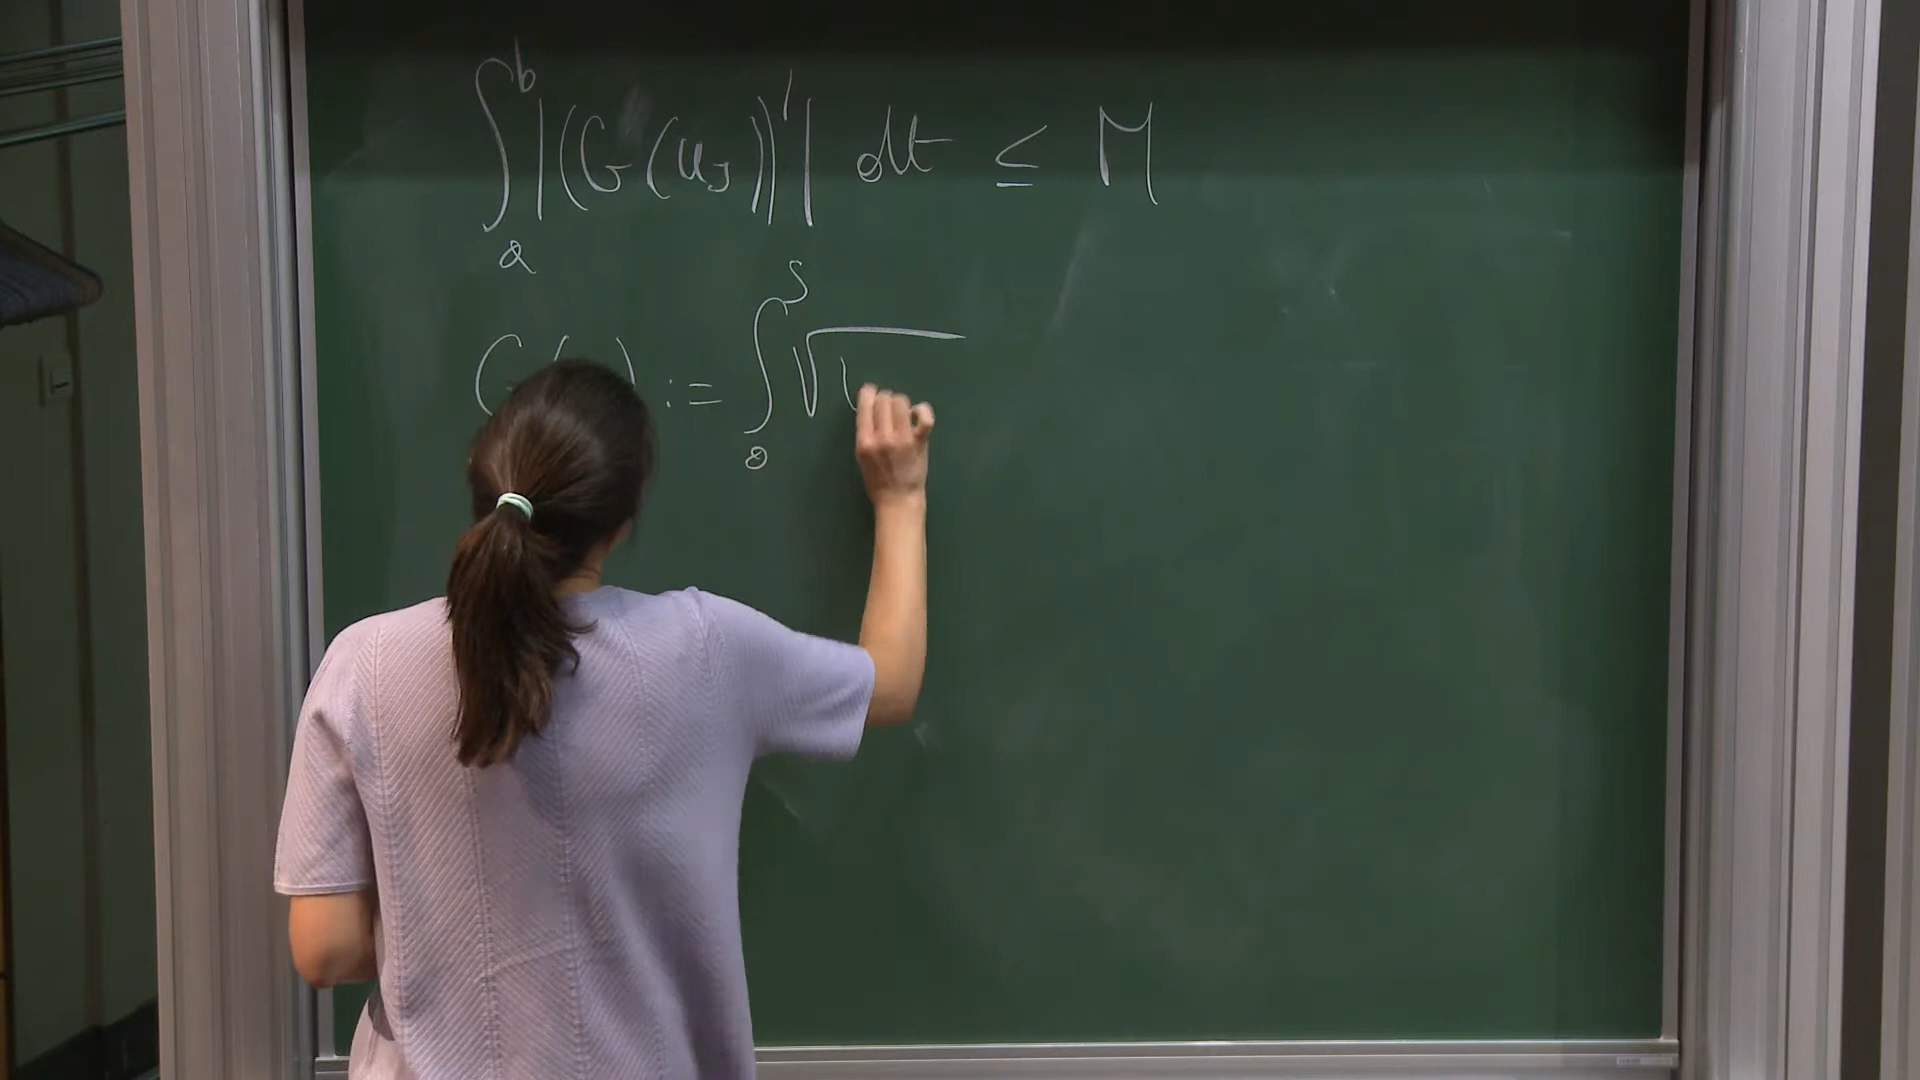 ∫_a^b |(G(u_j))'| dt ≤ M
G( ) := ∫_0^s √